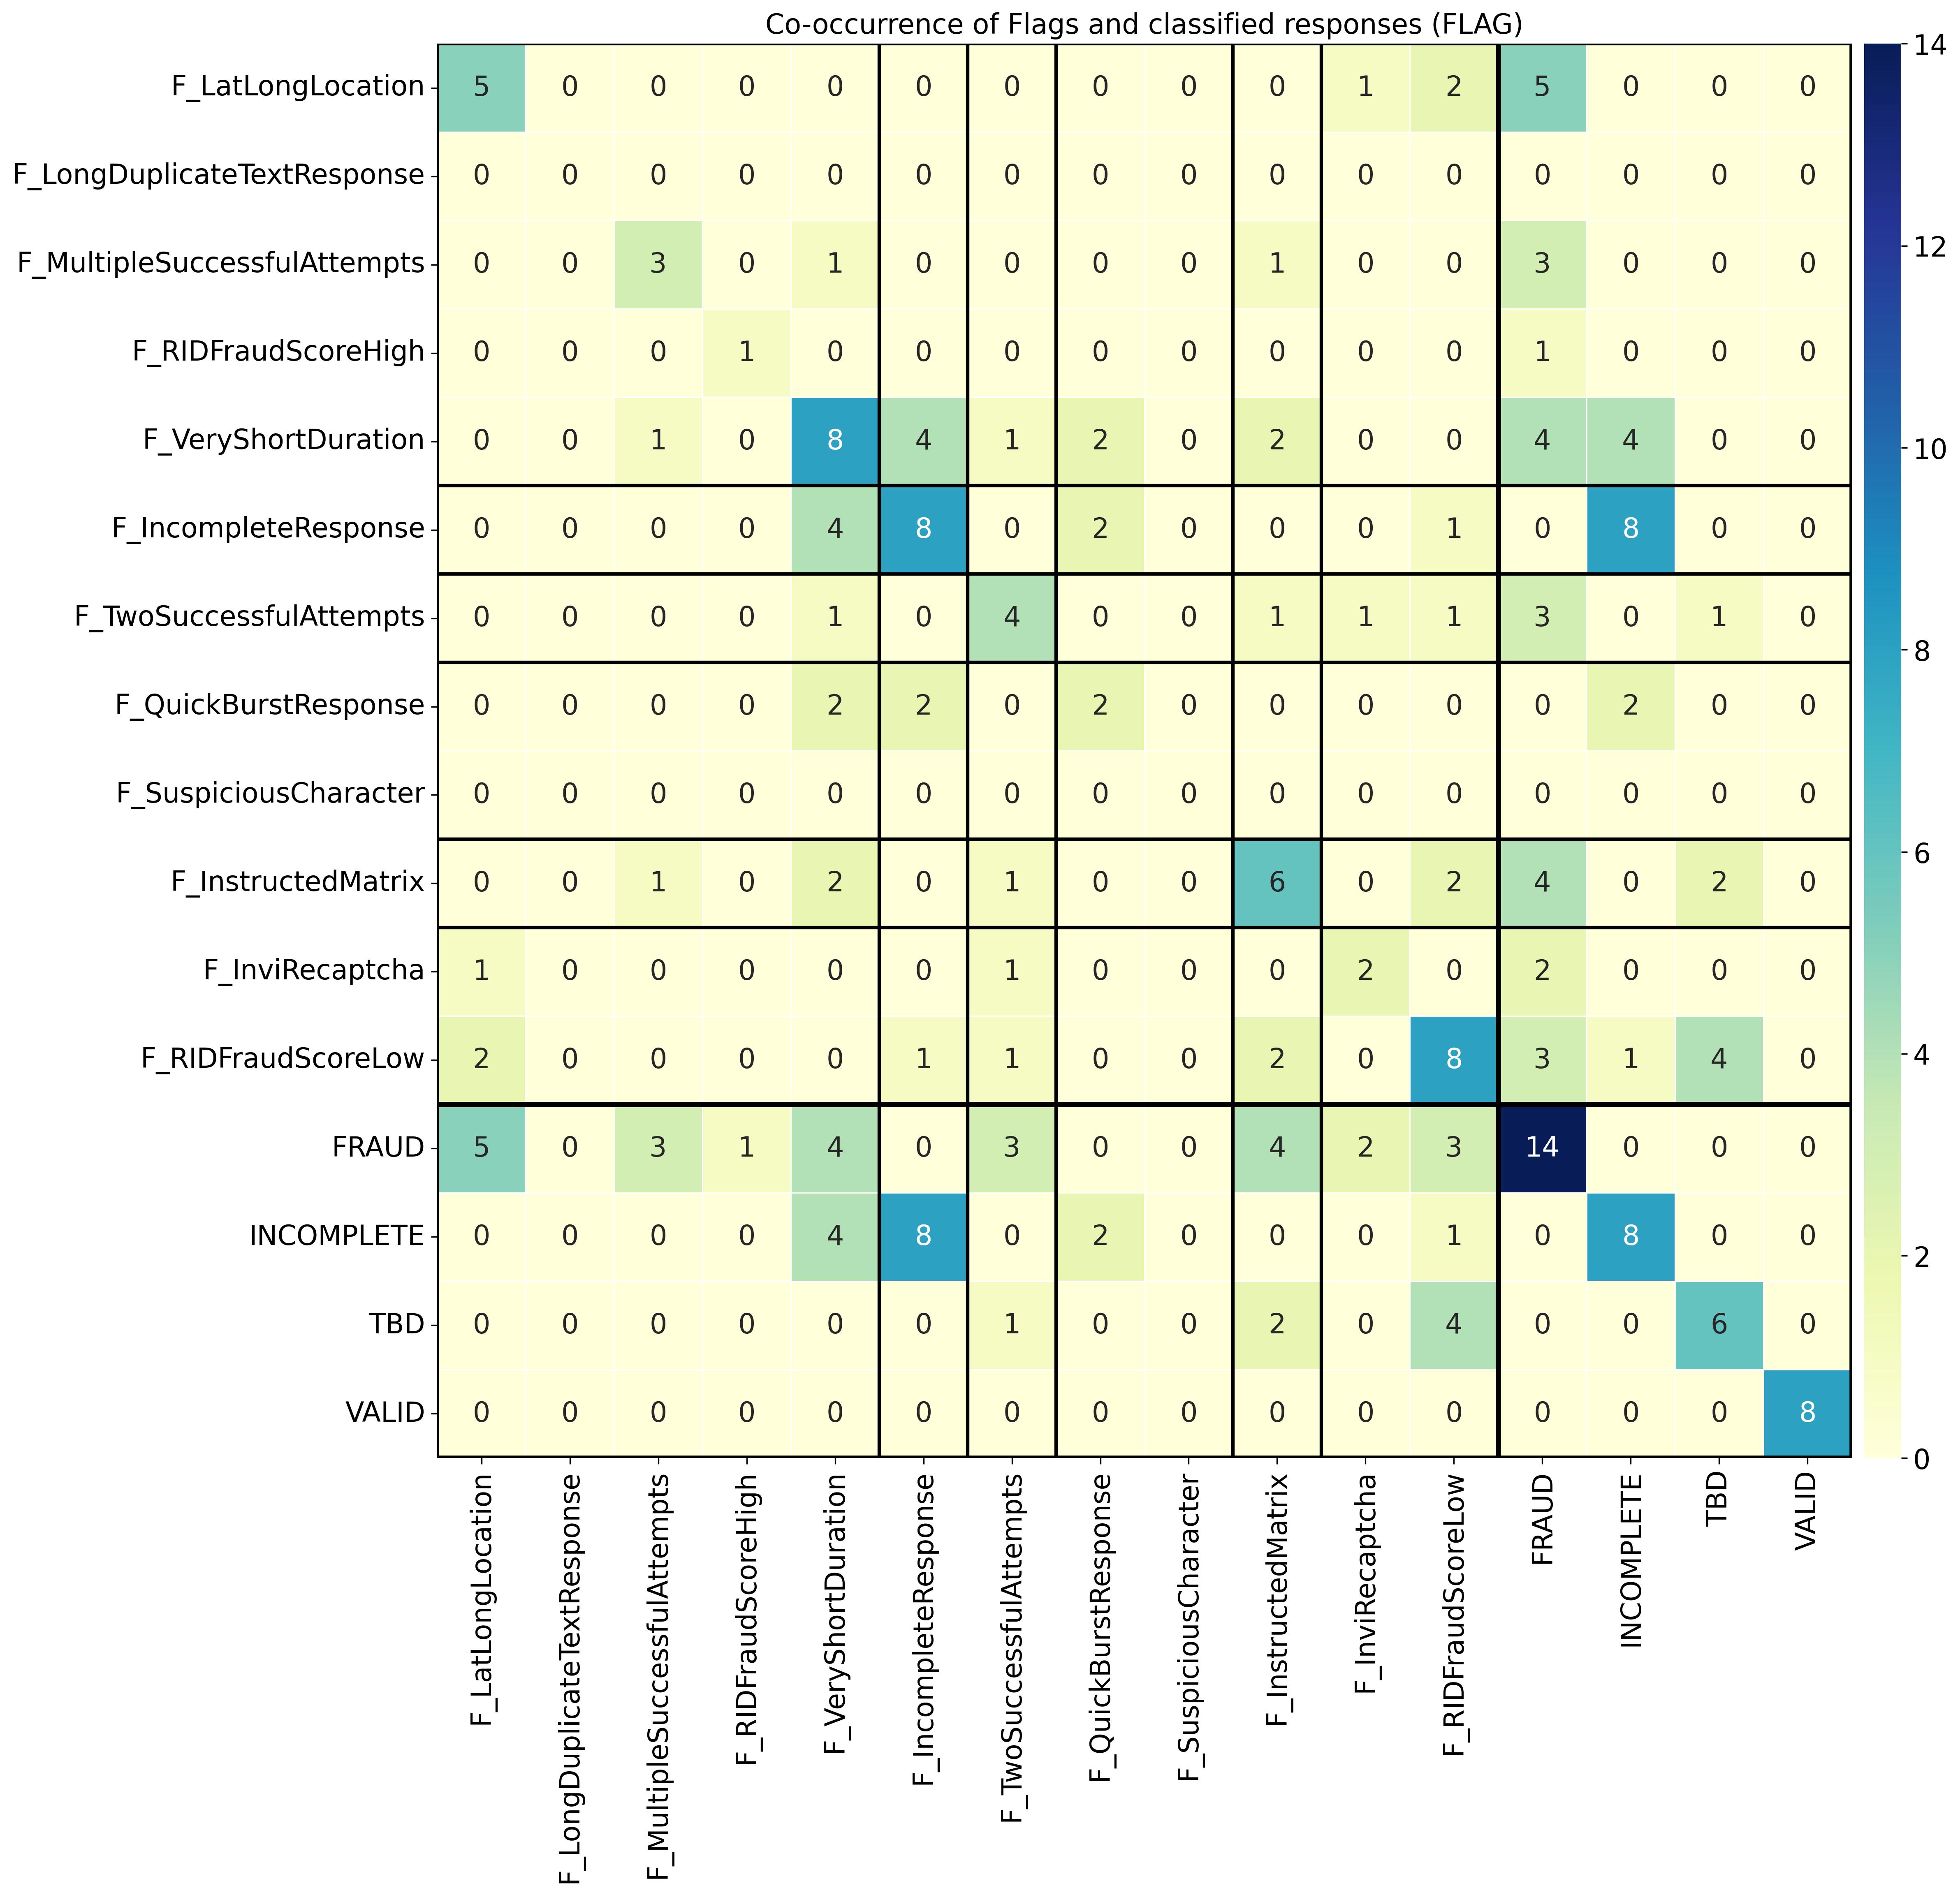 Co-occurrence of Flags and classified responses (FLAG)
F_LatLongLocation 5 0 0 0 0 0 0 0 0 0 1 2 5 0 0 0
F_LongDuplicateTextResponse 0 0 0 0 0 0 0 0 0 0 0 0 0 0 0 0
F_MultipleSuccessfulAttempts 0 0 3 0 1 0 0 0 0 1 0 0 3 0 0 0
F_RIDFraudScoreHigh 0 0 0 1 0 0 0 0 0 0 0 0 1 0 0 0
F_VeryShortDuration 0 0 1 0 8 4 1 2 0 2 0 0 4 4 0 0
F_IncompleteResponse 0 0 0 0 4 8 0 2 0 0 0 1 0 8 0 0
F_TwoSuccessfulAttempts 0 0 0 0 1 0 4 0 0 1 1 1 3 0 1 0
F_QuickBurstResponse 0 0 0 0 2 2 0 2 0 0 0 0 0 2 0 0
F_SuspiciousCharacter 0 0 0 0 0 0 0 0 0 0 0 0 0 0 0 0
F_InstructedMatrix 0 0 1 0 2 0 1 0 0 6 0 2 4 0 2 0
F_InviRecaptcha 1 0 0 0 0 0 1 0 0 0 2 0 2 0 0 0
F_RIDFraudScoreLow 2 0 0 0 0 1 1 0 0 2 0 8 3 1 4 0
FRAUD 5 0 3 1 4 0 3 0 0 4 2 3 14 0 0 0
INCOMPLETE 0 0 0 0 4 8 0 2 0 0 0 1 0 8 0 0
TBD 0 0 0 0 0 0 1 0 0 2 0 4 0 0 6 0
VALID 0 0 0 0 0 0 0 0 0 0 0 0 0 0 0 8
F_LatLongLocation
F_LongDuplicateTextResponse
F_MultipleSuccessfulAttempts
F_RIDFraudScoreHigh
F_VeryShortDuration
F_IncompleteResponse
F_TwoSuccessfulAttempts
F_QuickBurstResponse
F_SuspiciousCharacter
F_InstructedMatrix
F_InviRecaptcha
F_RIDFraudScoreLow
FRAUD
INCOMPLETE
TBD
VALID
14
12
10
8
6
4
2
0